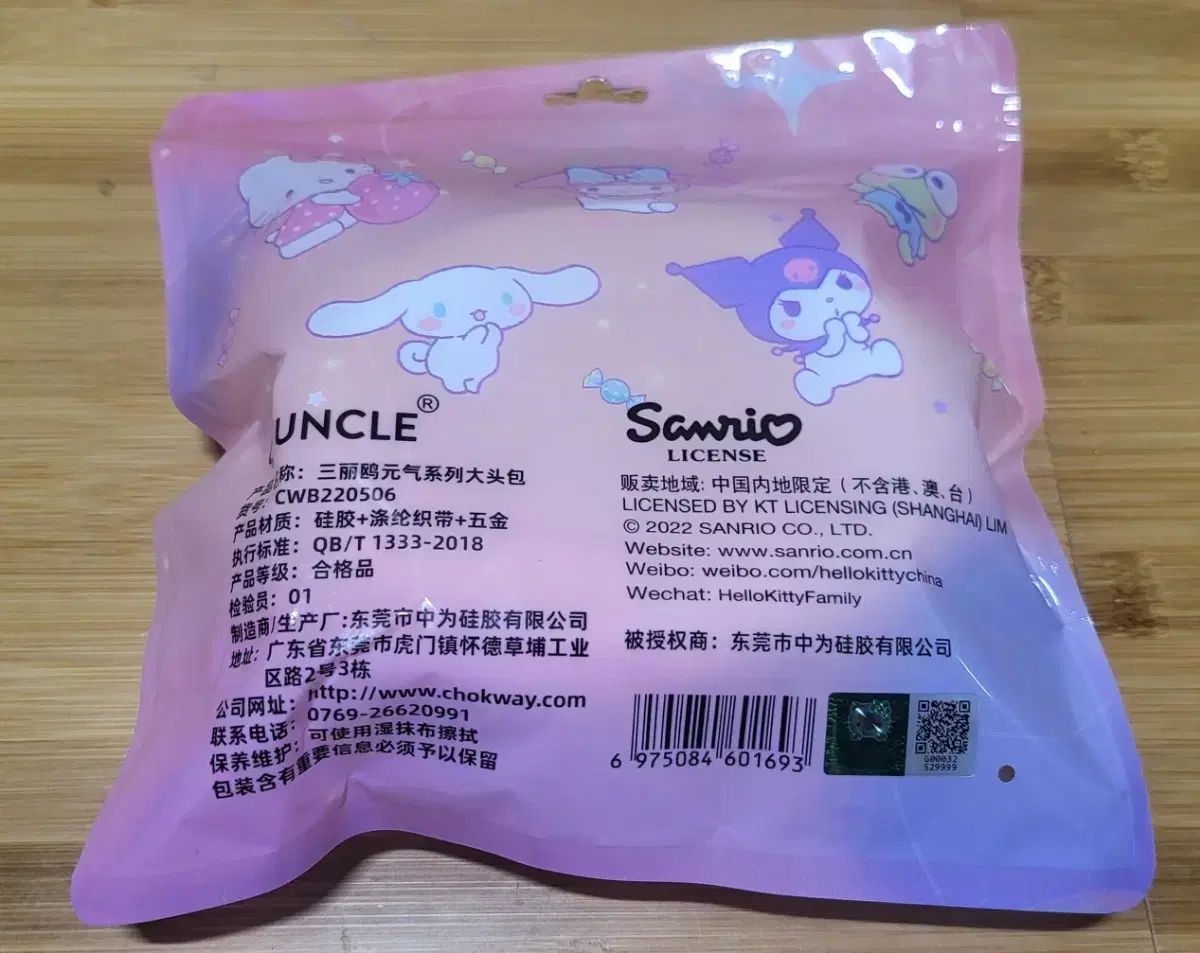 UNCLE®
称：三丽鸥元气系列大头包
货号：CWB220506
产品材质：硅胶+涤纶织带+五金
执行标准：QB/T 1333-2018
产品等级：合格品
检验员：01
制造商/生产厂：东莞市中为硅胶有限公司
地址：广东省东莞市虎门镇怀德草埔工业
区路2号3栋
公司网址：http://www.chokway.com
联系电话：0769-26620991
保养维护：可使用湿抹布擦拭
包装含有重要信息必须予以保留
Sanrio
LICENSE
贩卖地域：中国内地限定（不含港、澳、台）
LICENSED BY KT LICENSING (SHANGHAI) LIM
© 2022 SANRIO CO., LTD.
Website: www.sanrio.com.cn
Weibo: weibo.com/hellokittychina
Wechat: HelloKittyFamily
被授权商：东莞市中为硅胶有限公司
6 975084 601693
G00032
529999